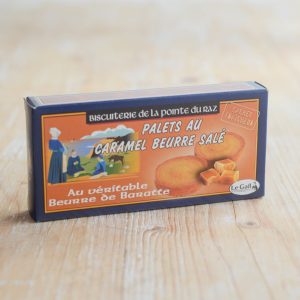 BISCUITERIE DE LA POINTE DU RAZ
PALETS AU
CARAMEL BEURRE SALÉ
Au véritable
Beurre de Baratte
Le Gall